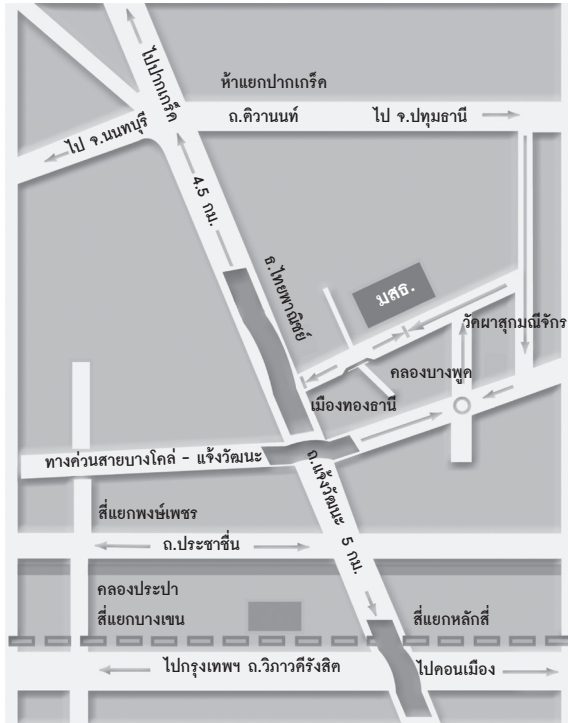 ไปปากเกร็ด
ห้าแยกปากเกร็ด
ถ.ติวานนท์
ไป จ.ปทุมธานี
ไป จ.นนทบุรี
4.5 กม.
ธ.ไทยพาณิชย์
มสธ.
วัดผาสุกมณีจักร
คลองบางพูด
เมืองทองธานี
ทางด่วนสายบางโคล่ - แจ้งวัฒนะ
ถ.แจ้งวัฒนะ 5 กม.
สี่แยกพงษ์เพชร
ถ.ประชาชื่น
คลองประปา
สี่แยกบางเขน
สี่แยกหลักสี่
ไปกรุงเทพฯ ถ.วิภาวดีรังสิต
ไปดอนเมือง